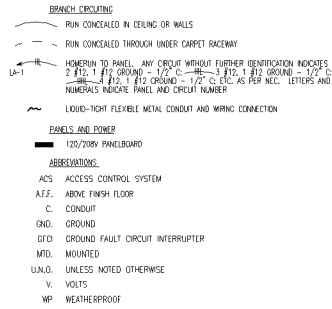 BRANCH CIRCUITING
RUN CONCEALED IN CEILING OR WALLS
RUN CONCEALED THROUGH UNDER CARPET RACEWAY
HOMERUN TO PANEL. ANY CIRCUIT WITHOUT FURTHER IDENTIFICATION INDICATES
LA-1 2 #12, 1 #12 GROUND - 1/2" C; 3 #12, 1 #12 GROUND - 1/2" C;
4 #12, 1 #12 GROUND - 1/2" C; ETC. AS PER NEC. LETTERS AND
NUMERALS INDICATE PANEL AND CIRCUIT NUMBER
LIQUID-TIGHT FLEXIBLE METAL CONDUIT AND WIRING CONNECTION
PANELS AND POWER
120/208V PANELBOARD
ABBREVIATIONS
ACS ACCESS CONTROL SYSTEM
A.F.F. ABOVE FINISH FLOOR
C. CONDUIT
GND. GROUND
GFCI GROUND FAULT CIRCUIT INTERRUPTER
MTD. MOUNTED
U.N.O. UNLESS NOTED OTHERWISE
V. VOLTS
WP WEATHERPROOF